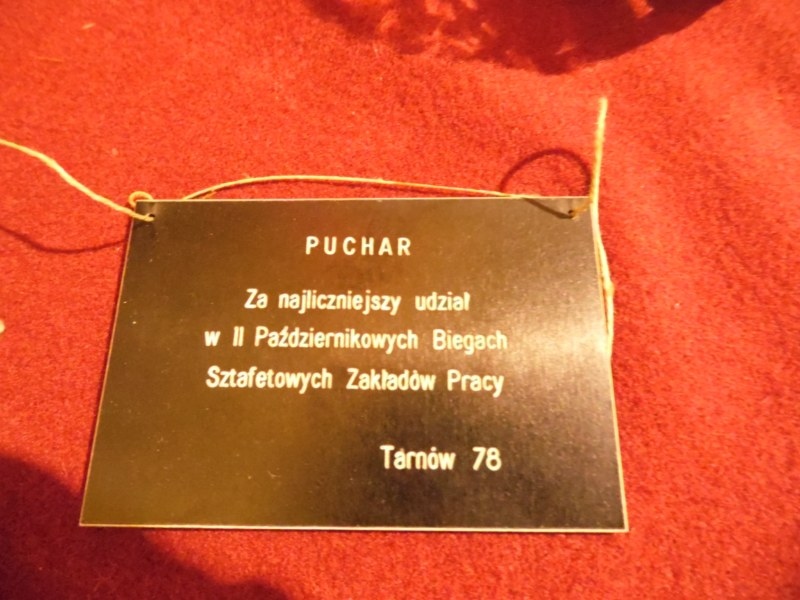 PUCHAR
Za najliczniejszy udział
w II Październikowych Biegach
Sztafetowych Zakładów Pracy
Tarnów 78